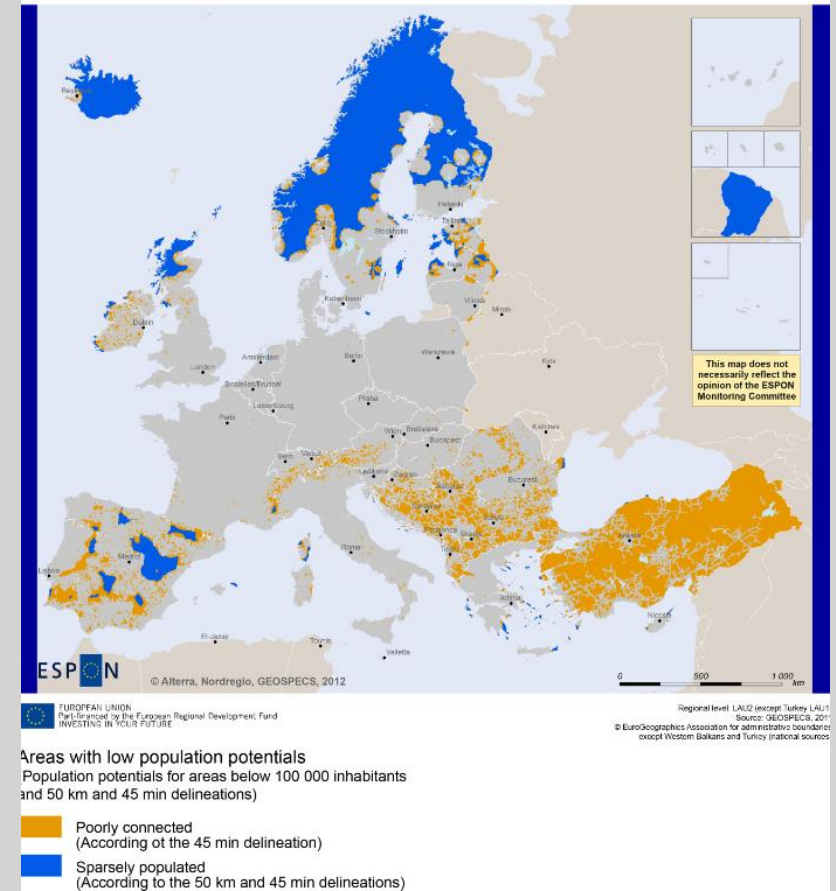 Reykjavik
Helsinki
Oslo
Tallinn
Stockholm
Riga
København
Vilnius
Minsk
Dublin
London
Amsterdam
Berlin
Warszawa
Bruxelles/Brussel
Kyiv
Luxembourg
Praha
Paris
Wien
Bratislava
Kishinev
Budapest
Bern
Vaduz
Ljubljana
Zagreb
Bucuresti
Sarajevo
Sofiya
Podgorica
Roma
Madrid
Ankara
Lisboa
Athinai
Nicosia
El-Jazair
Tounis
Valletta
This map does not
necessarily reflect the
opinion of the ESPON
Monitoring Committee
ESPON
© Alterra, Nordregio, GEOSPECS, 2012
0 500 1 000
km
EUROPEAN UNION
Part-financed by the European Regional Development Fund
INVESTING IN YOUR FUTURE
Regional level: LAU2 (except Turkey LAU1
Source: GEOSPECS, 201
© EuroGeographics Association for administrative boundaries
except Western Balkans and Turkey (national sources
Areas with low population potentials
Population potentials for areas below 100 000 inhabitants
and 50 km and 45 min delineations)
Poorly connected
(According ot the 45 min delineation)
Sparsely populated
(According to the 50 km and 45 min delineations)